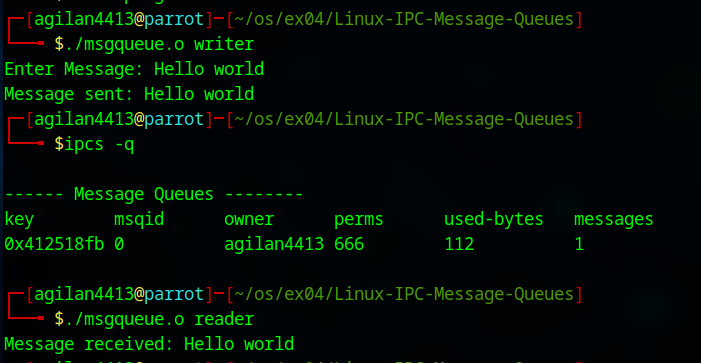 ┌─[agilan4413@parrot]─[~/os/ex04/Linux-IPC-Message-Queues]
└──╼ $./msgqueue.o writer
Enter Message: Hello world
Message sent: Hello world
┌─[agilan4413@parrot]─[~/os/ex04/Linux-IPC-Message-Queues]
└──╼ $ipcs -q
------ Message Queues --------
key        msqid      owner      perms      used-bytes   messages
0x412518fb 0          agilan4413 666        112          1
┌─[agilan4413@parrot]─[~/os/ex04/Linux-IPC-Message-Queues]
└──╼ $./msgqueue.o reader
Message received: Hello world